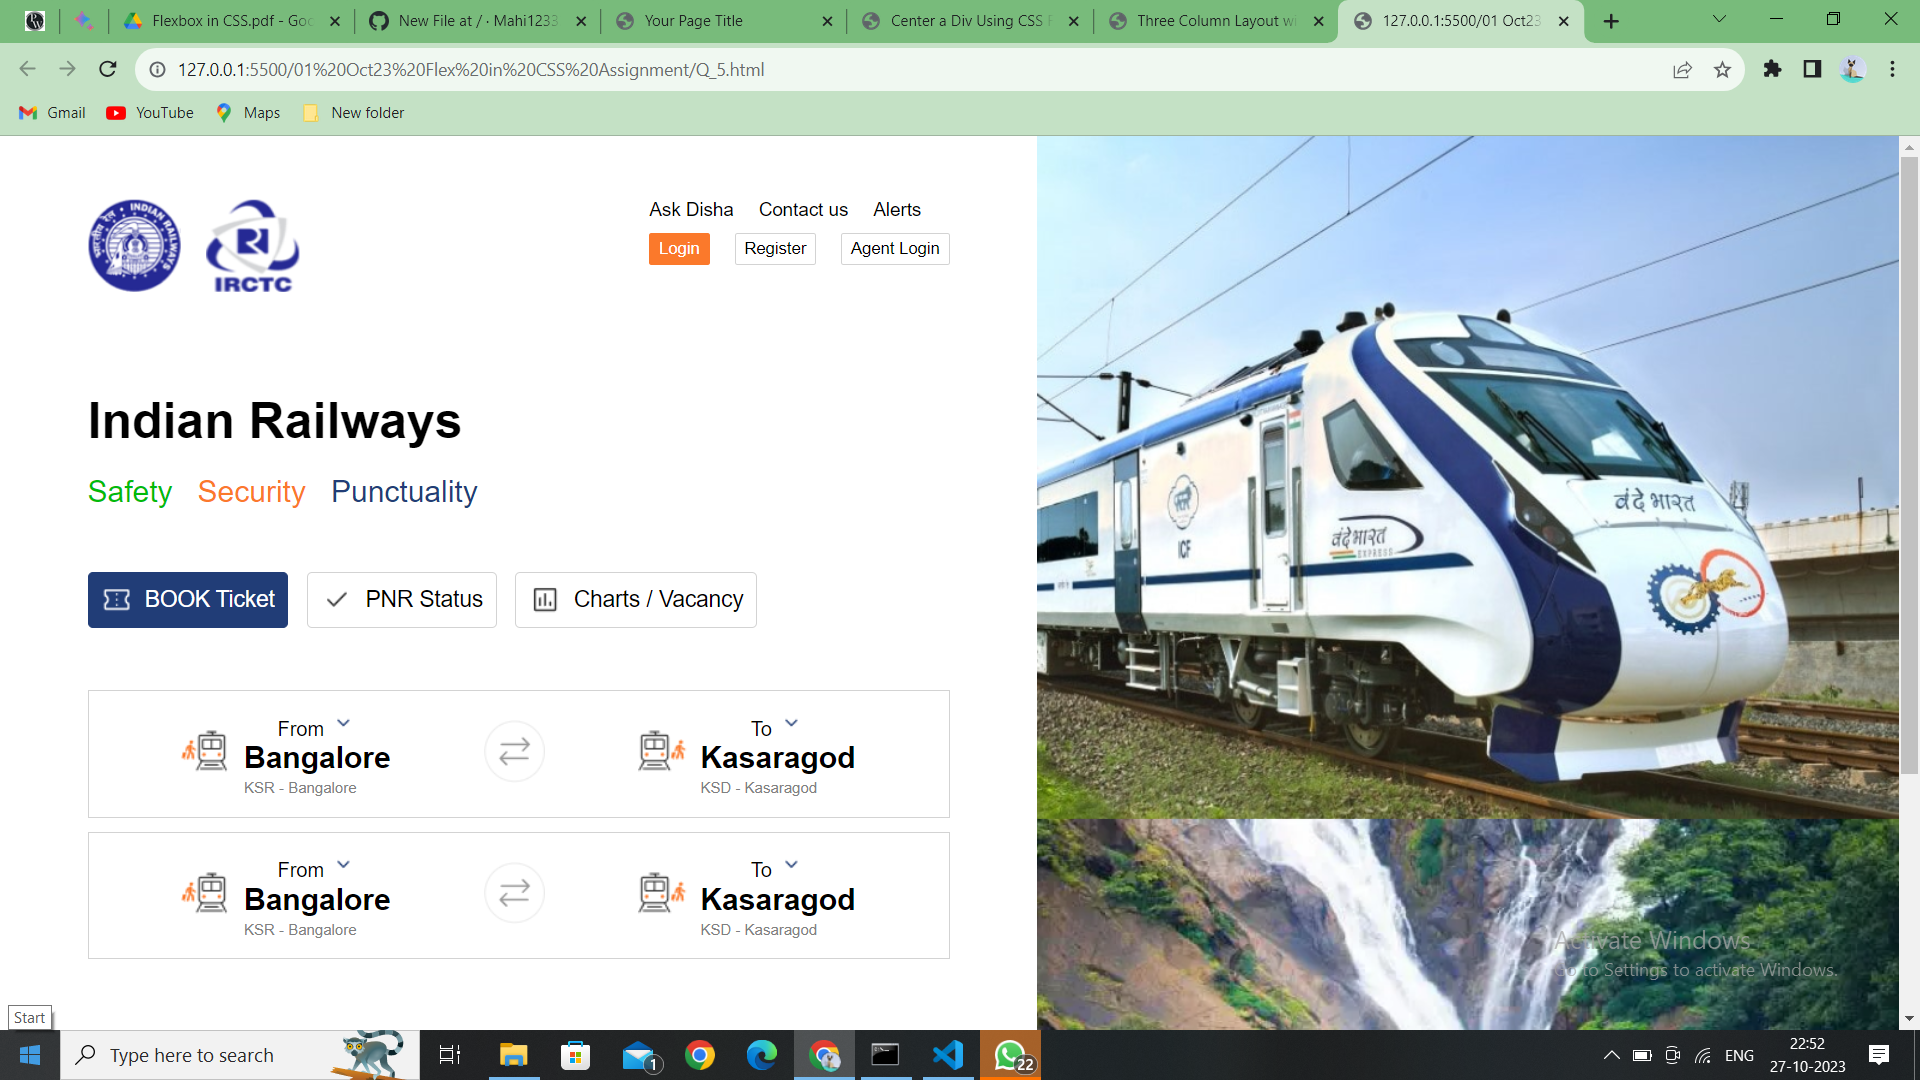 Flexbox in CSS.pdf - Goo
New File at / · Mahi1233
Your Page Title
Center a Div Using CSS F
Three Column Layout wi
127.0.0.1:5500/01 Oct23
127.0.0.1:5500/01%20Oct23%20Flex%20in%20CSS%20Assignment/Q_5.html
Gmail
YouTube
Maps
New folder
INDIAN RAILWAYS
भारतीय रेल
IRCTC
Ask Disha Contact us Alerts
Login Register Agent Login
Indian Railways
Safety Security Punctuality
BOOK Ticket PNR Status Charts / Vacancy
From
Bangalore
KSR - Bangalore
To
Kasaragod
KSD - Kasaragod
From
Bangalore
KSR - Bangalore
To
Kasaragod
KSD - Kasaragod
ICF
वंदे भारत
EXPRESS
वंदे भारत
Activate Windows
Go to Settings to activate Windows.
Start
Type here to search
1
22
ENG
22:52
27-10-2023